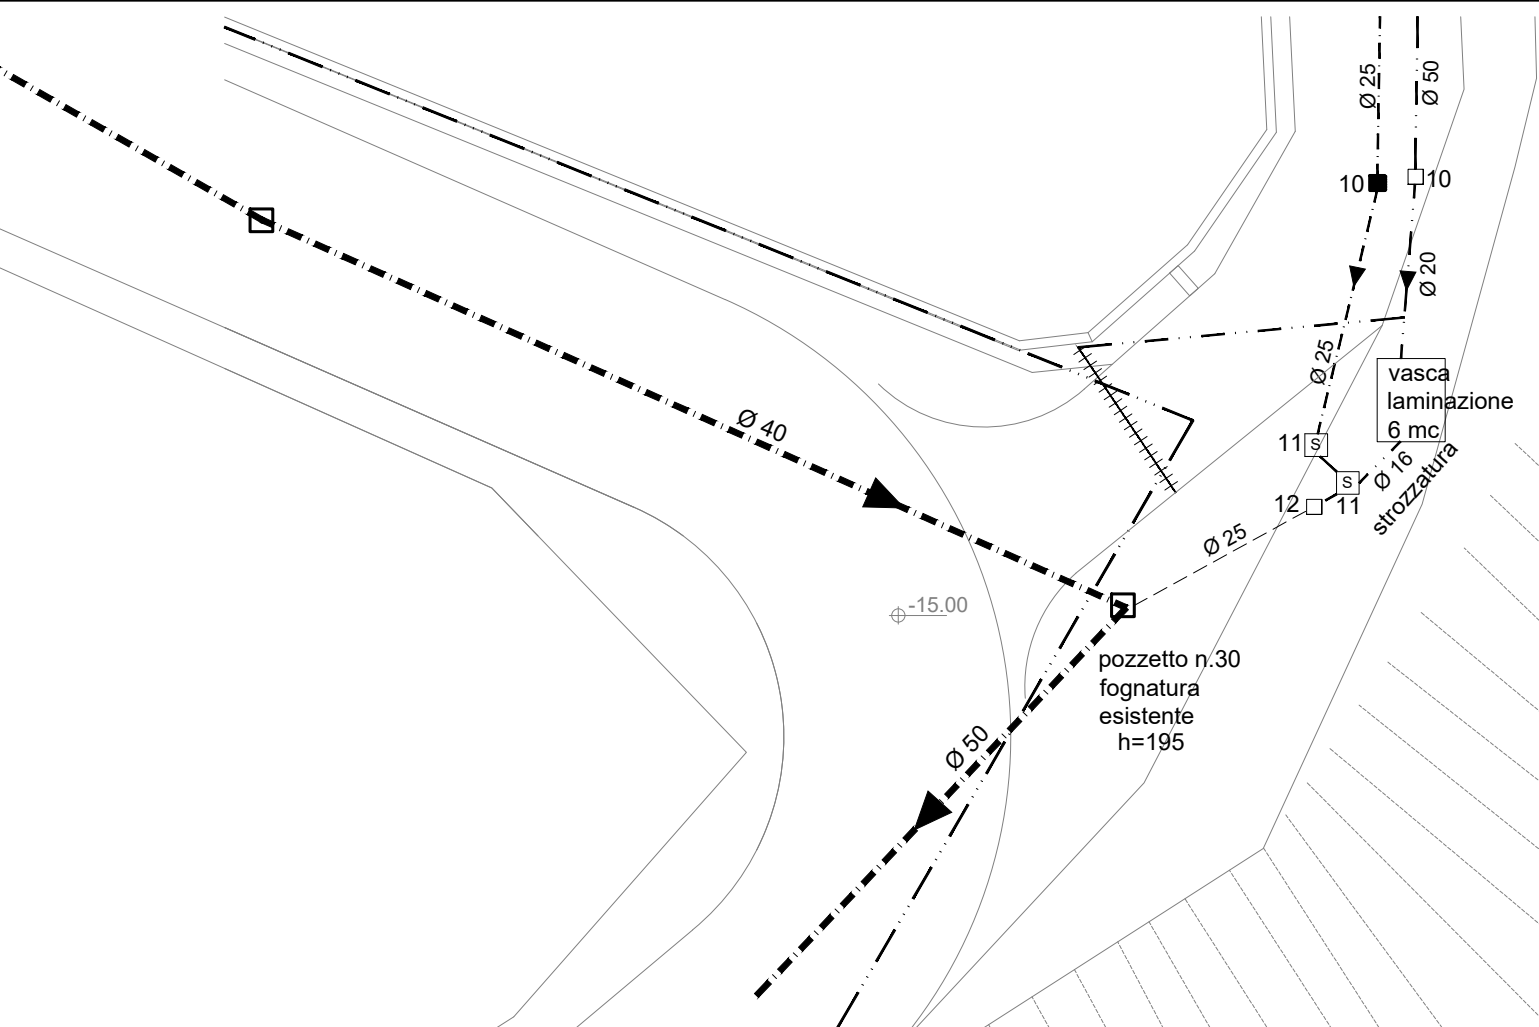 Ø 25
Ø 50
10
10
Ø 20
Ø 25
vasca
laminazione
6 mc
Ø 40
11
S
Ø 16
strozzatura
S
12
11
Ø 25
-15.00
pozzetto n.30
fognatura
esistente
h=195
Ø 50